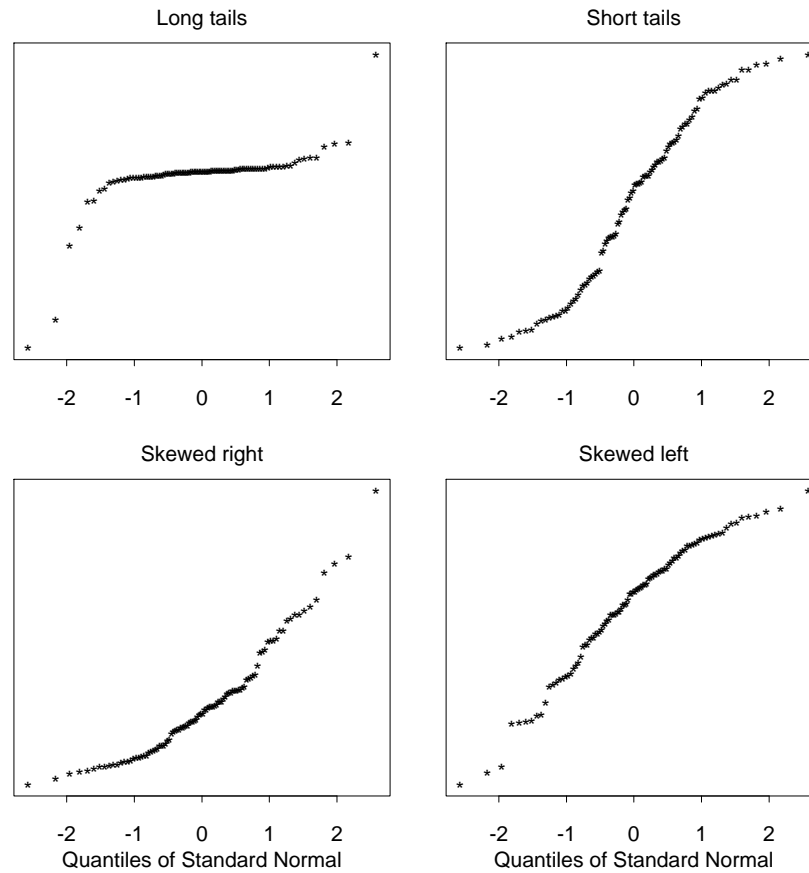 Long tails
Short tails
-2 -1 0 1 2
-2 -1 0 1 2
Skewed right
Skewed left
-2 -1 0 1 2
-2 -1 0 1 2
Quantiles of Standard Normal
Quantiles of Standard Normal